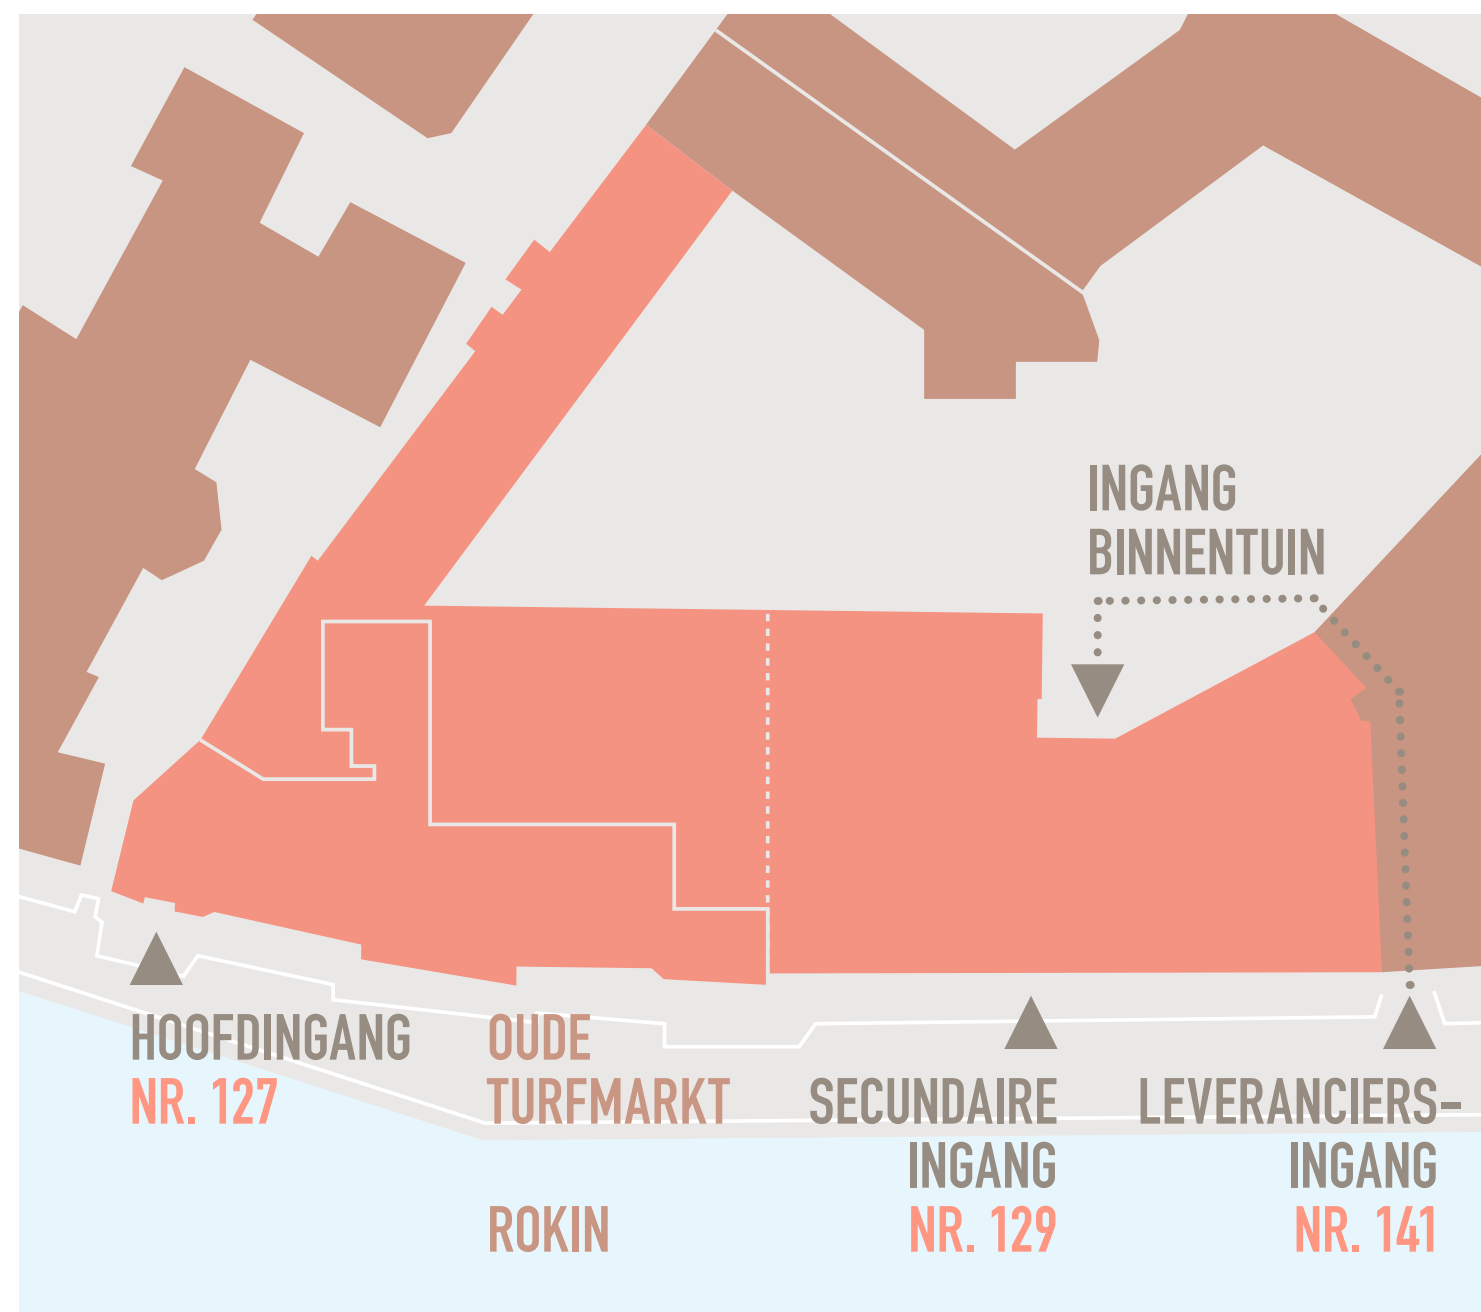 INGANG
BINNENTUIN
HOOFDINGANG
NR. 127
OUDE
TURFMARKT
ROKIN
SECUNDAIRE
INGANG
NR. 129
LEVERANCIERS-
INGANG
NR. 141